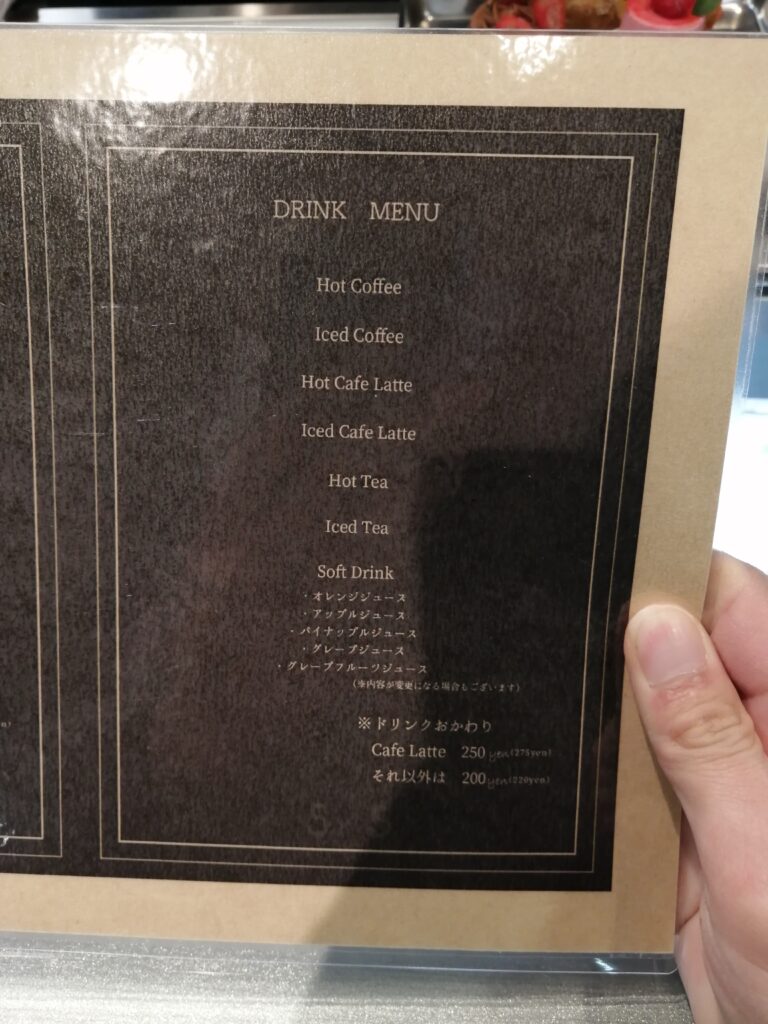 DRINK MENU
Hot Coffee
Iced Coffee
Hot Cafe Latte
Iced Cafe Latte
Hot Tea
Iced Tea
Soft Drink
・オレンジジュース
・アップルジュース
・パイナップルジュース
・グレープジュース
・グレープフルーツジュース
(※内容が変更になる場合もございます)
※ドリンクおかわり
Cafe Latte 250 yen(275yen)
それ以外は 200yen(220yen)